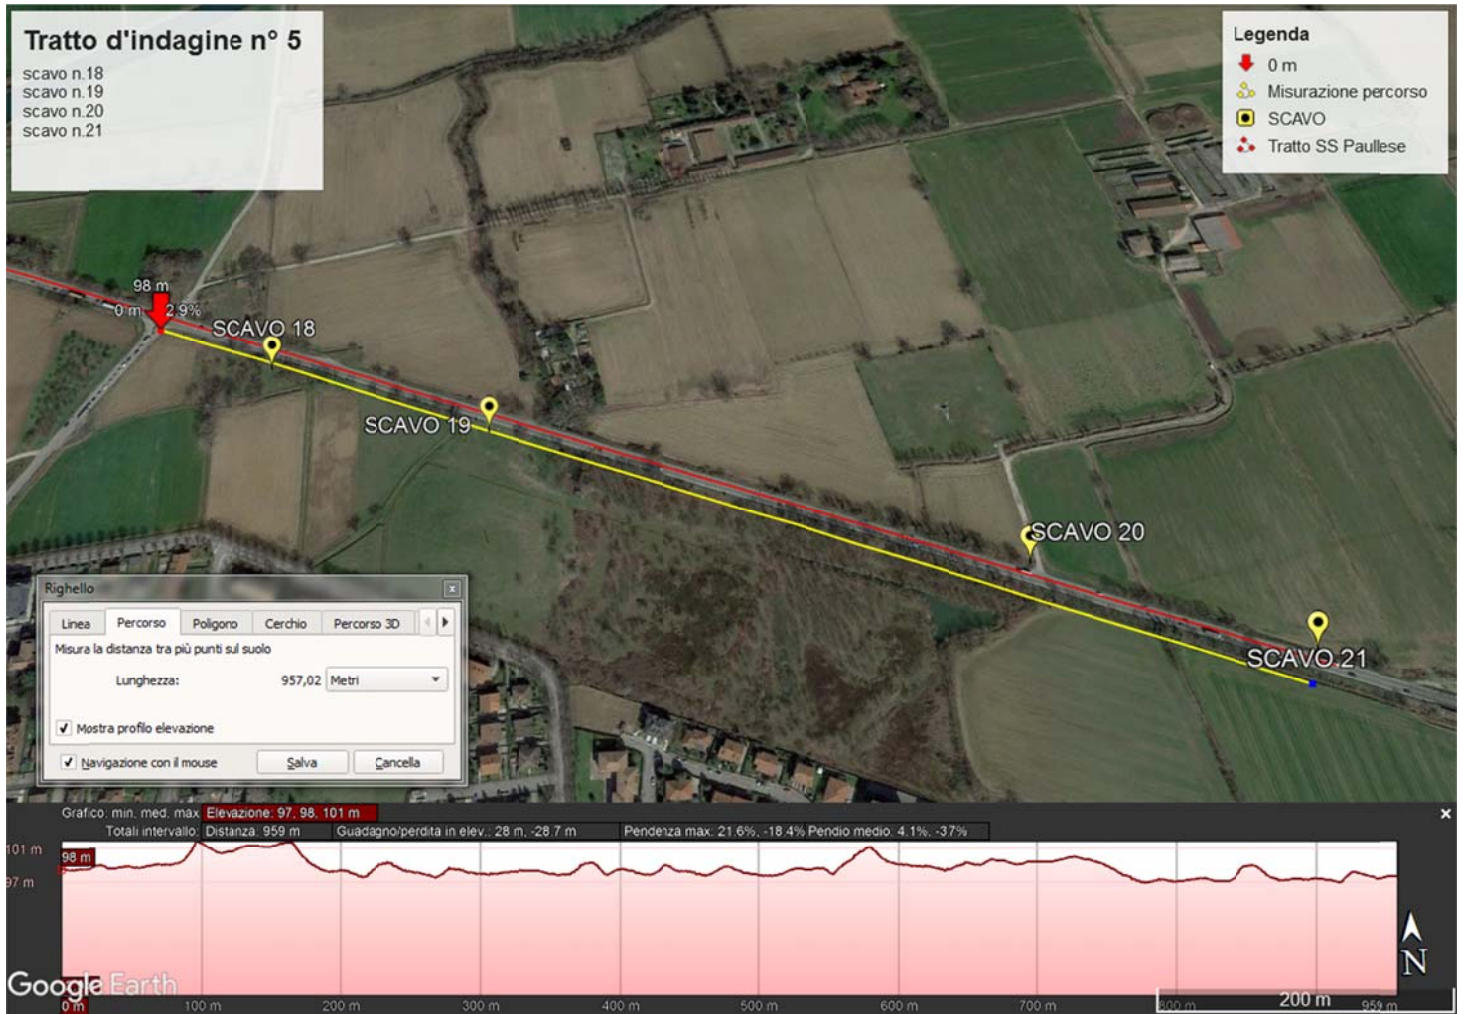 Tratto d'indagine n° 5
scavo n.18
scavo n.19
scavo n.20
scavo n.21
Legenda
0 m
Misurazione percorso
SCAVO
Tratto SS Paullese
98 m
0 m 2,9%
SCAVO 18
SCAVO 19
SCAVO 20
SCAVO 21
Righello
Linea Percorso Poligono Cerchio Percorso 3D
Misura la distanza tra più punti sul suolo
Lunghezza: 957,02 Metri
Mostra profilo elevazione
Navigazione con il mouse Salva Cancella
Grafico: min. med. max Elevazione: 97, 98, 101 m
Totali intervallo: Distanza: 959 m Guadagno/perdita in elev.: 28 m, -28.7 m Pendenza max: 21.6%, -18.4% Pendio medio: 4.1%, -37%
101 m
98 m
97 m
N
Google Earth
0 m 100 m 200 m 300 m 400 m 500 m 600 m 700 m 800 m 959 m
200 m